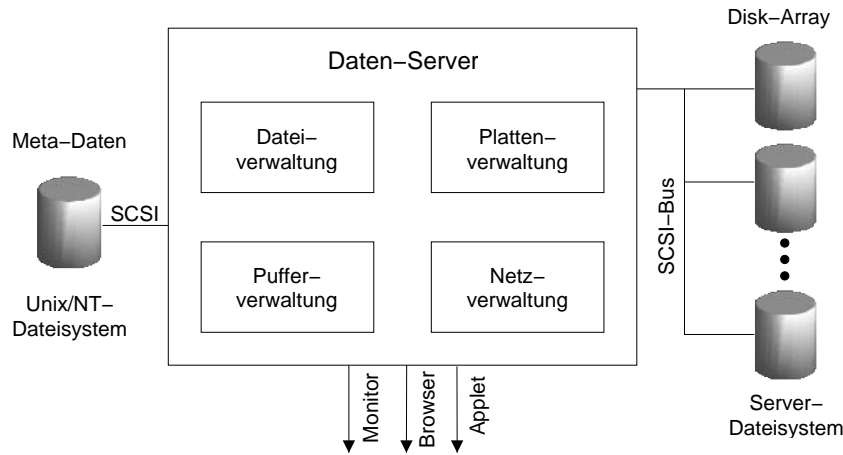 Disk–Array
Daten–Server
Meta–Daten
Datei–
verwaltung
Platten–
verwaltung
SCSI
SCSI–Bus
Puffer–
verwaltung
Netz–
verwaltung
Unix/NT–
Dateisystem
Monitor
Browser
Applet
Server–
Dateisystem